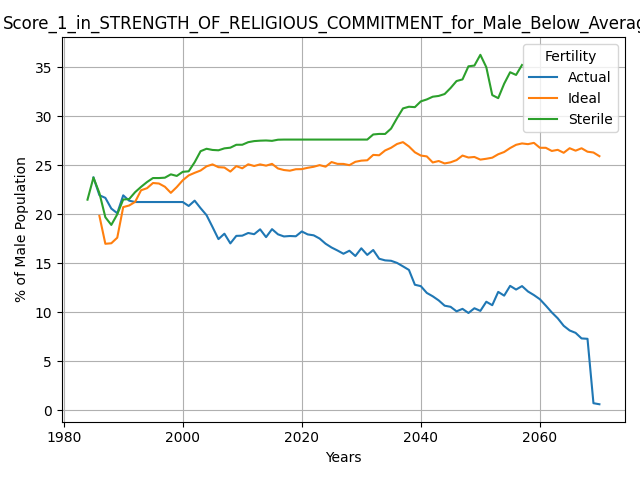 Score_1_in_STRENGTH_OF_RELIGIOUS_COMMITMENT_for_Male_Below_Averag
Fertility
Actual
Ideal
Sterile
% of Male Population
35
30
25
20
15
10
5
0
1980 2000 2020 2040 2060
Years